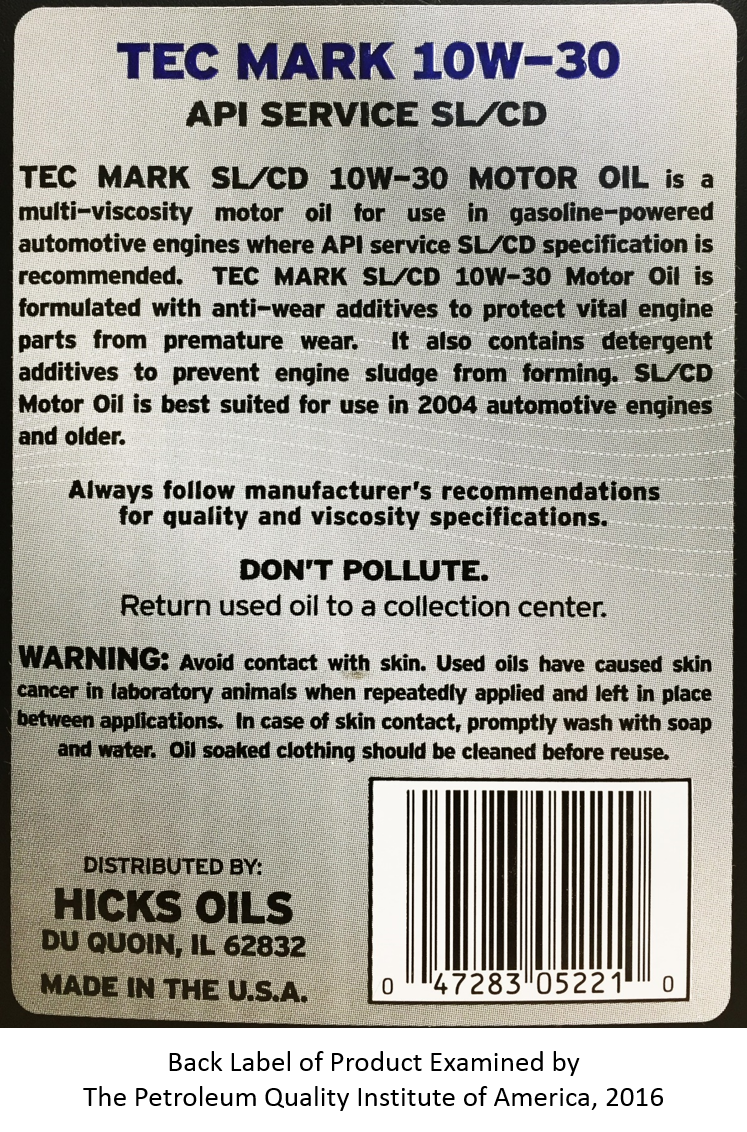 TEC MARK 10W-30
API SERVICE SL/CD
TEC MARK SL/CD 10W-30 MOTOR OIL is a
multi-viscosity motor oil for use in gasoline-powered
automotive engines where API service SL/CD specification is
recommended. TEC MARK SL/CD 10W-30 Motor Oil is
formulated with anti-wear additives to protect vital engine
parts from premature wear. It also contains detergent
additives to prevent engine sludge from forming. SL/CD
Motor Oil is best suited for use in 2004 automotive engines
and older.
Always follow manufacturer's recommendations
for quality and viscosity specifications.
DON'T POLLUTE.
Return used oil to a collection center.
WARNING: Avoid contact with skin. Used oils have caused skin
cancer in laboratory animals when repeatedly applied and left in place
between applications. In case of skin contact, promptly wash with soap
and water. Oil soaked clothing should be cleaned before reuse.
DISTRIBUTED BY:
HICKS OILS
DU QUOIN, IL 62832
MADE IN THE U.S.A.
0 47283 05221 0
Back Label of Product Examined by
The Petroleum Quality Institute of America, 2016